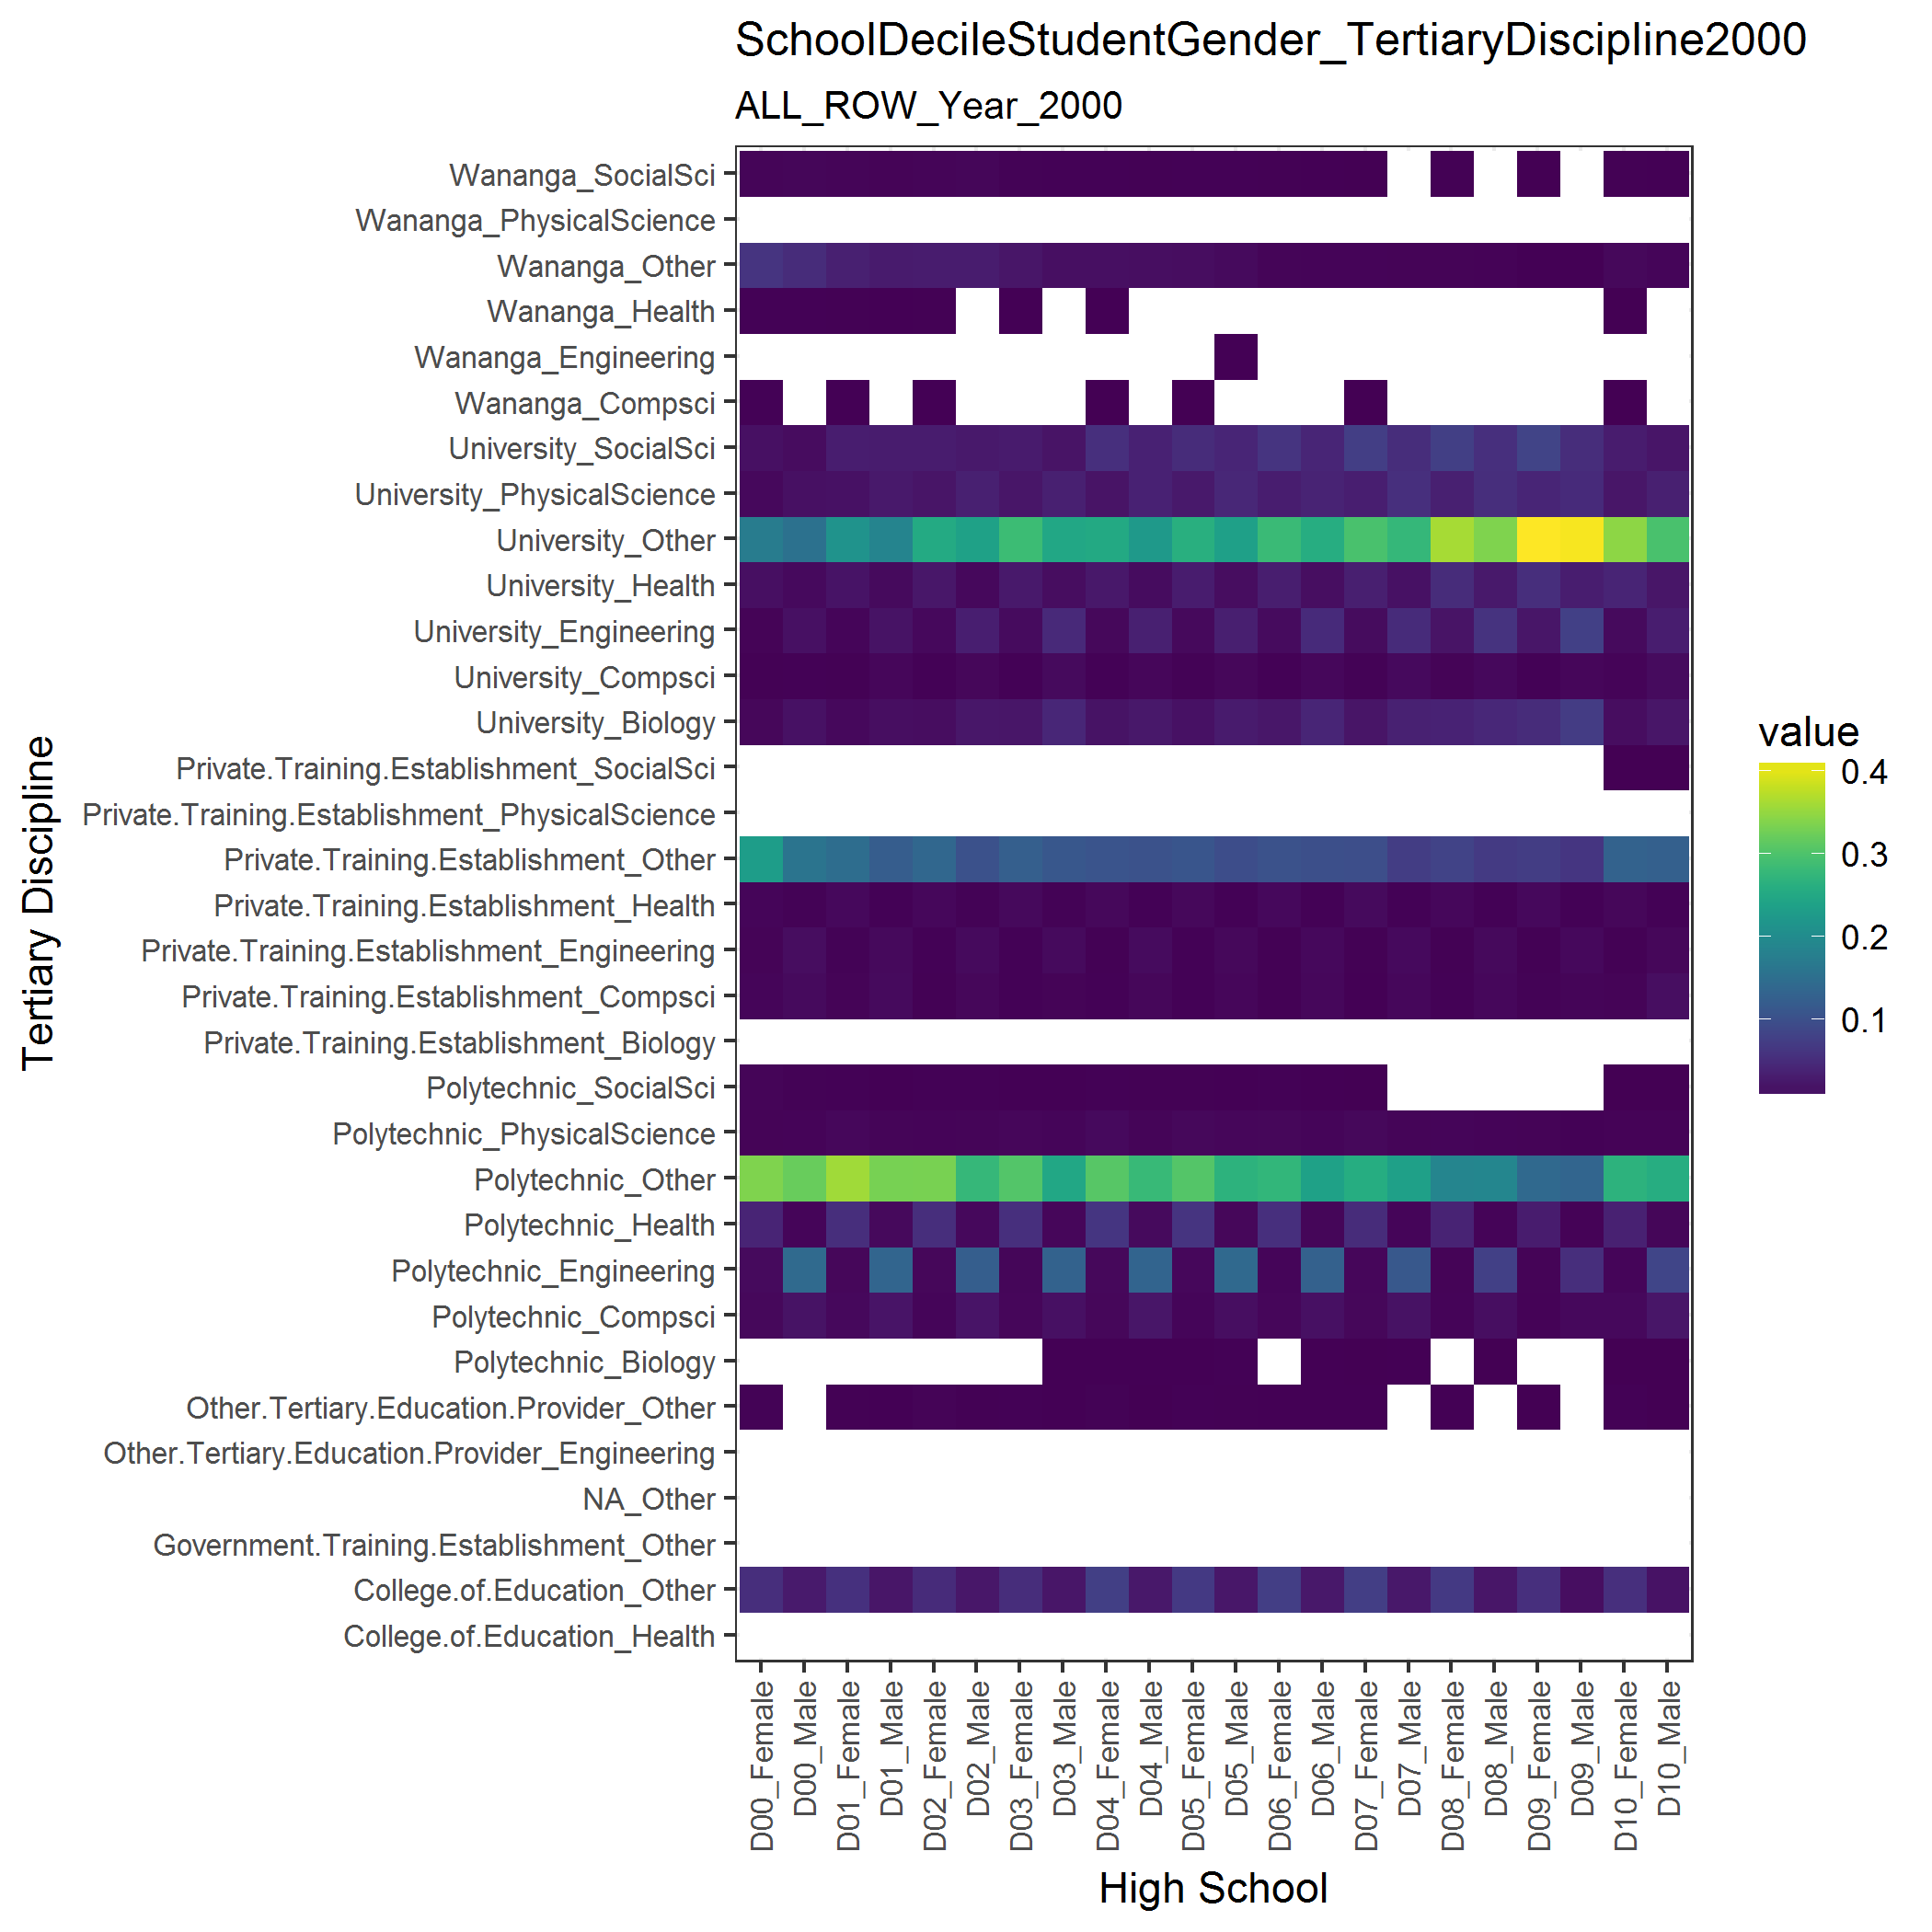 SchoolDecileStudentGender_TertiaryDiscipline2000
ALL_ROW_Year_2000
Tertiary Discipline
Wananga_SocialSci
Wananga_PhysicalScience
Wananga_Other
Wananga_Health
Wananga_Engineering
Wananga_Compsci
University_SocialSci
University_PhysicalScience
University_Other
University_Health
University_Engineering
University_Compsci
University_Biology
Private.Training.Establishment_SocialSci
Private.Training.Establishment_PhysicalScience
Private.Training.Establishment_Other
Private.Training.Establishment_Health
Private.Training.Establishment_Engineering
Private.Training.Establishment_Compsci
Private.Training.Establishment_Biology
Polytechnic_SocialSci
Polytechnic_PhysicalScience
Polytechnic_Other
Polytechnic_Health
Polytechnic_Engineering
Polytechnic_Compsci
Polytechnic_Biology
Other.Tertiary.Education.Provider_Other
Other.Tertiary.Education.Provider_Engineering
NA_Other
Government.Training.Establishment_Other
College.of.Education_Other
College.of.Education_Health
D00_Female
D00_Male
D01_Female
D01_Male
D02_Female
D02_Male
D03_Female
D03_Male
D04_Female
D04_Male
D05_Female
D05_Male
D06_Female
D06_Male
D07_Female
D07_Male
D08_Female
D08_Male
D09_Female
D09_Male
D10_Female
D10_Male
High School
value
0.4
0.3
0.2
0.1